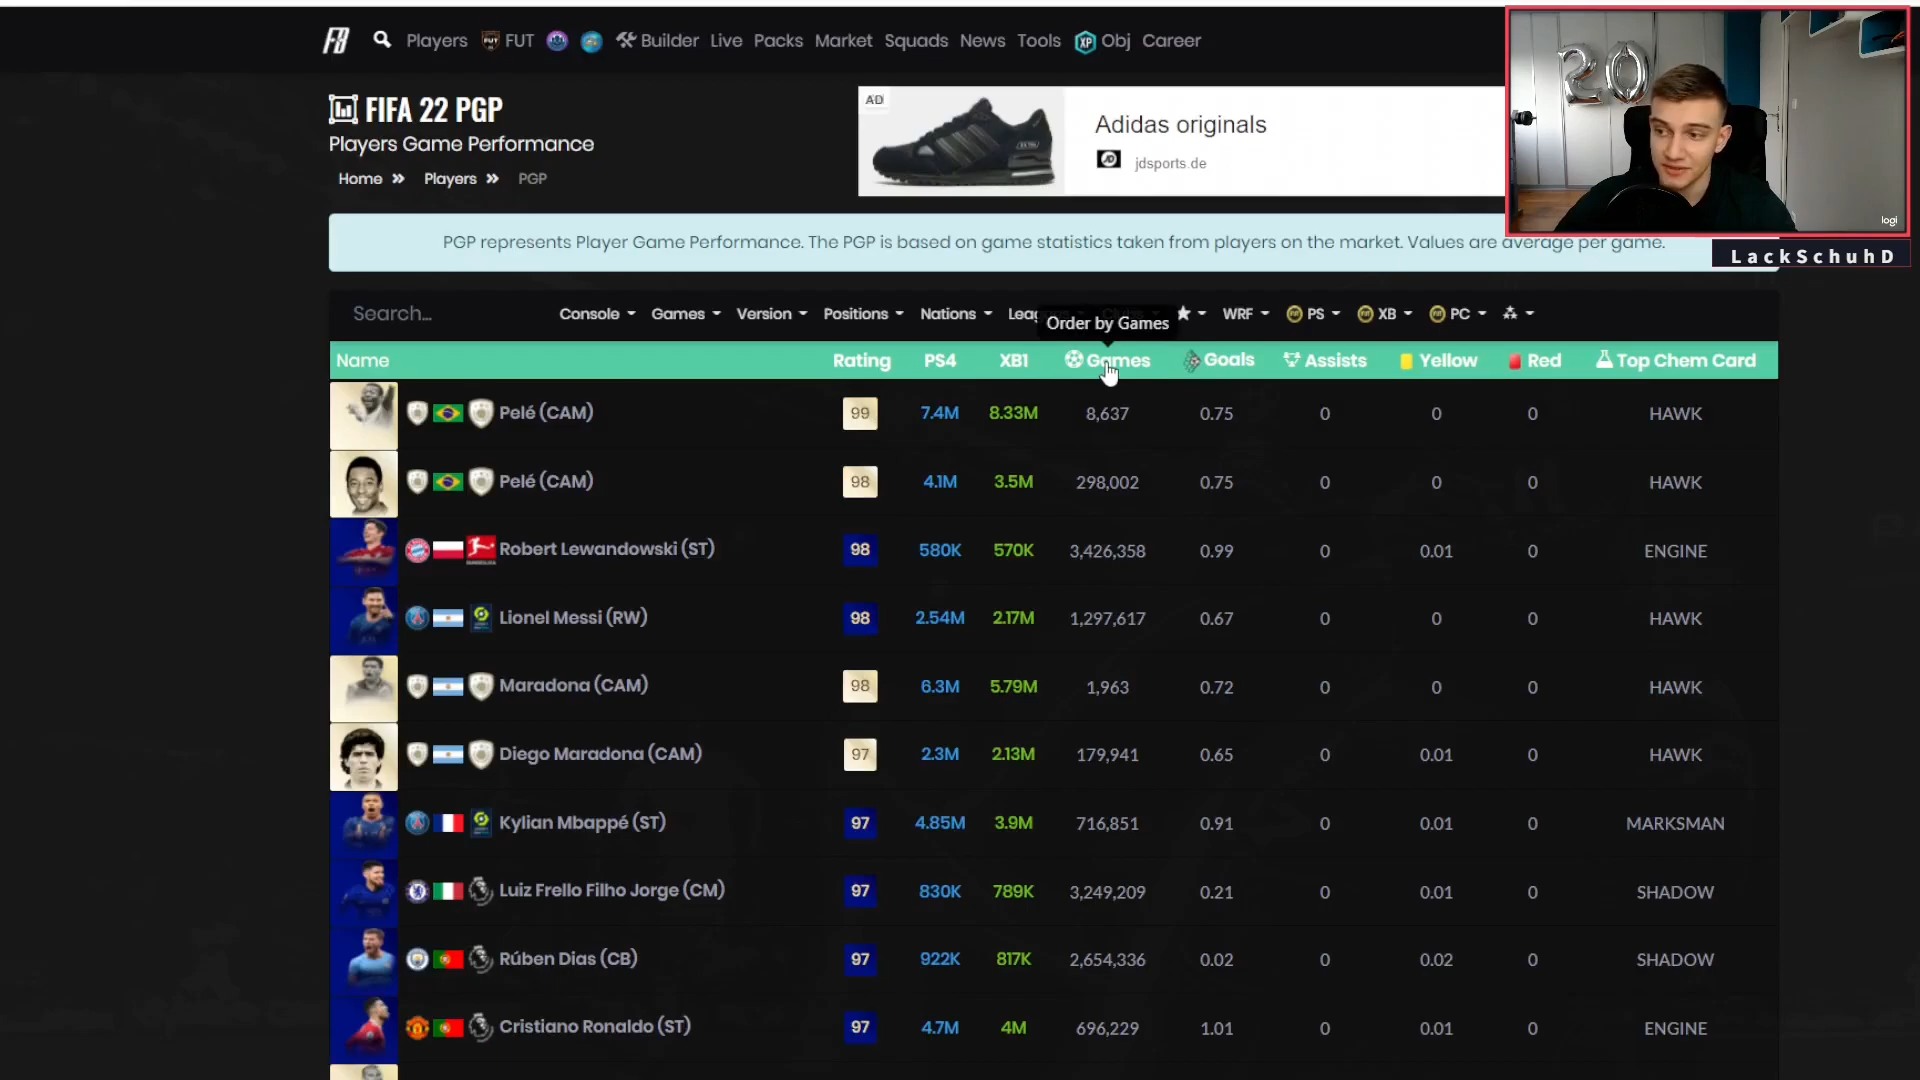 FB Players FUT FUT Builder Live Packs Market Squads News Tools XP Obj Career
20
FIFA 22 PGP
Players Game Performance
Home » Players » PGP
AD
Adidas originals
JD jdsports.de
logi
LackSchuhD
PGP represents Player Game Performance. The PGP is based on game statistics taken from players on the market. Values are average per game.
Search... Console Games Version Positions Nations WRF PS XB PC
Order by Games
Name Rating PS4 XB1 Games Goals Assists Yellow Red Top Chem Card
Pelé (CAM) 99 7.4M 8.33M 8,637 0.75 0 0 0 HAWK
Pelé (CAM) 98 4.1M 3.5M 298,002 0.75 0 0 0 HAWK
Robert Lewandowski (ST) 98 580K 570K 3,426,358 0.99 0 0.01 0 ENGINE
Lionel Messi (RW) 98 2.54M 2.17M 1,297,617 0.67 0 0 0 HAWK
Maradona (CAM) 98 6.3M 5.79M 1,963 0.72 0 0 0 HAWK
Diego Maradona (CAM) 97 2.3M 2.13M 179,941 0.65 0 0.01 0 HAWK
Kylian Mbappé (ST) 97 4.85M 3.9M 716,851 0.91 0 0.01 0 MARKSMAN
Luiz Frello Filho Jorge (CM) 97 830K 789K 3,249,209 0.21 0 0.01 0 SHADOW
Rúben Dias (CB) 97 922K 817K 2,654,336 0.02 0 0.02 0 SHADOW
Cristiano Ronaldo (ST) 97 4.7M 4M 696,229 1.01 0 0.01 0 ENGINE